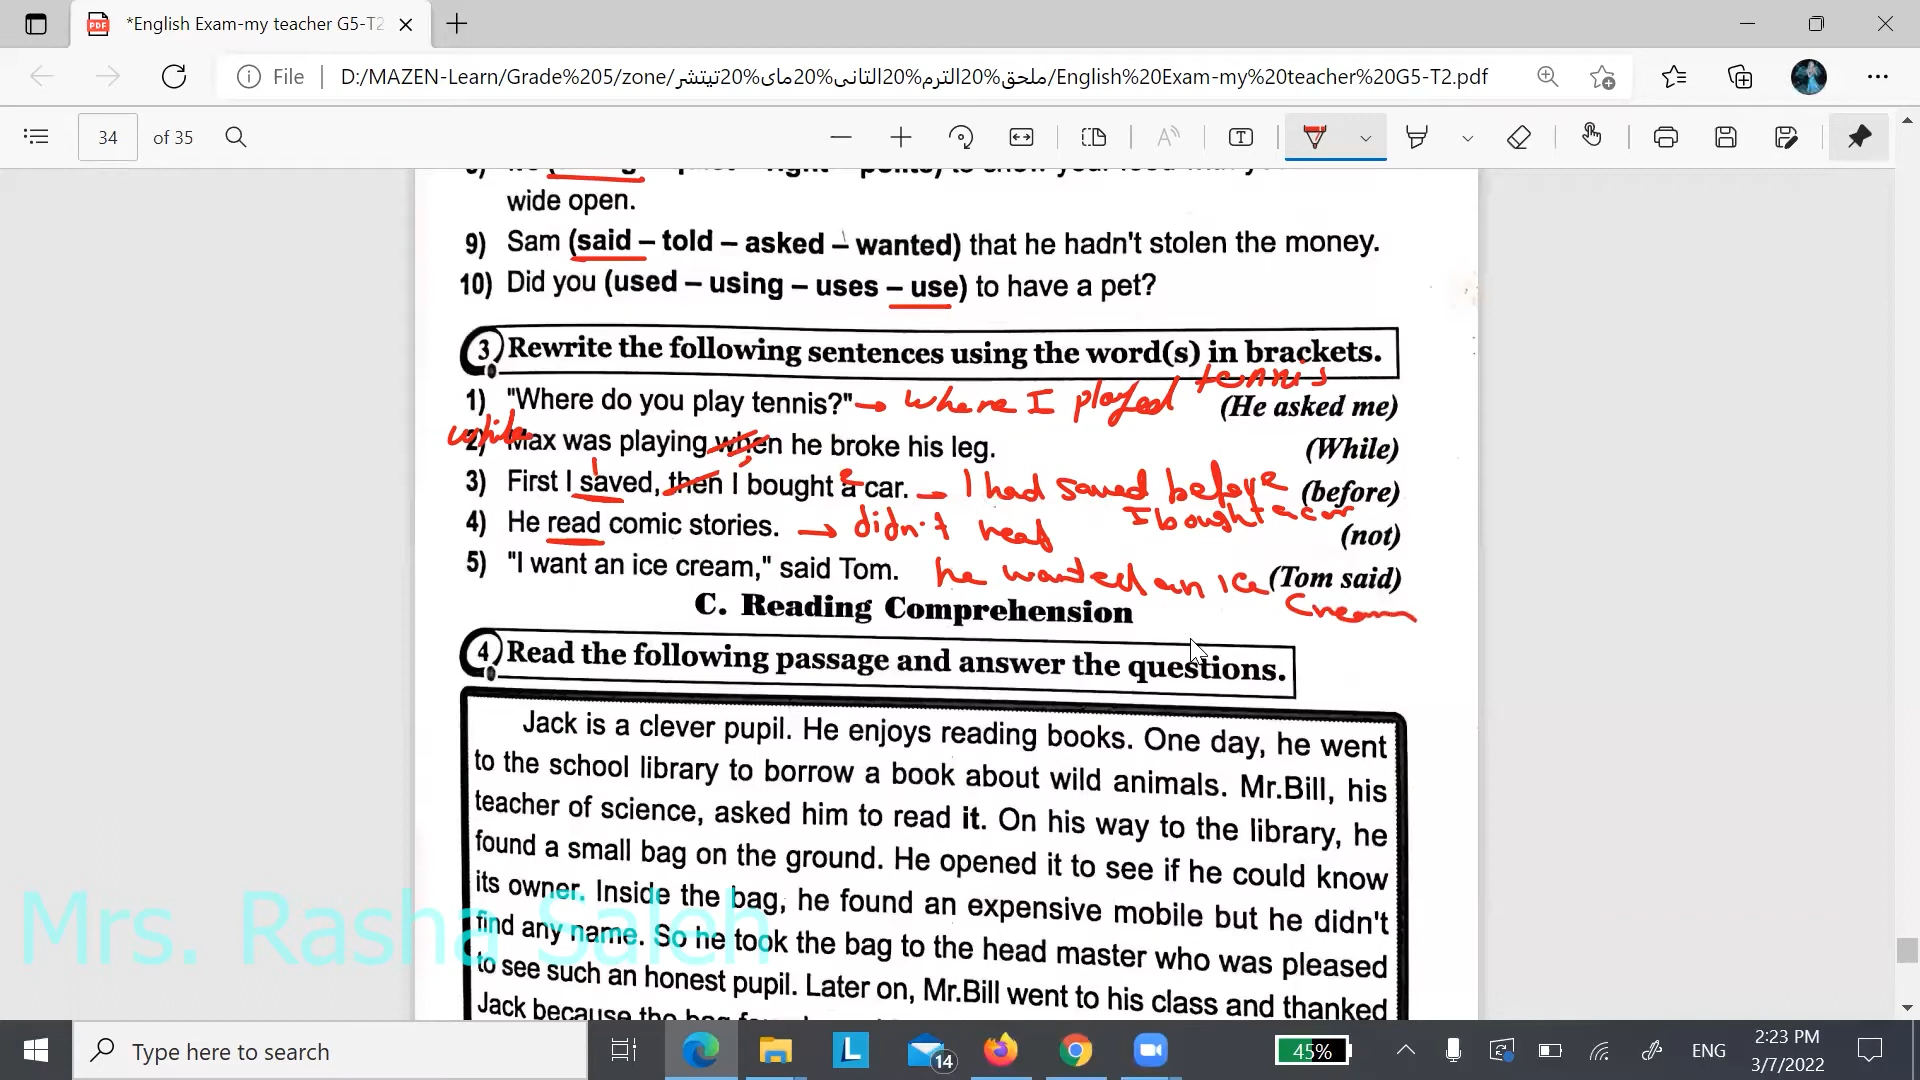 *English Exam-my teacher G5-T2
File
D:/MAZEN-Learn/Grade%205/zone/ملحق%20الترم%20التانى%20ماى%20تيتشر/English%20Exam-my%20teacher%20G5-T2.pdf
34 of 35
wide open.
9) Sam (said – told – asked – wanted) that he hadn't stolen the money.
10) Did you (used – using – uses – use) to have a pet?
3 Rewrite the following sentences using the word(s) in brackets.
tennis
1) "Where do you play tennis?" → where I played (He asked me)
while
2) Max was playing when he broke his leg. (While)
3) First I saved, then I bought a car. → I had saved before (before)
I bought a car
4) He read comic stories. → didn't read (not)
5) "I want an ice cream," said Tom. he wanted an ice (Tom said)
cream
C. Reading Comprehension
4 Read the following passage and answer the questions.
Jack is a clever pupil. He enjoys reading books. One day, he went
to the school library to borrow a book about wild animals. Mr.Bill, his
teacher of science, asked him to read it. On his way to the library, he
found a small bag on the ground. He opened it to see if he could know
its owner. Inside the bag, he found an expensive mobile but he didn't
find any name. So he took the bag to the head master who was pleased
to see such an honest pupil. Later on, Mr.Bill went to his class and thanked
Jack because the bag
Mrs. Rasha Saleh
Type here to search
14
45%
ENG
2:23 PM
3/7/2022